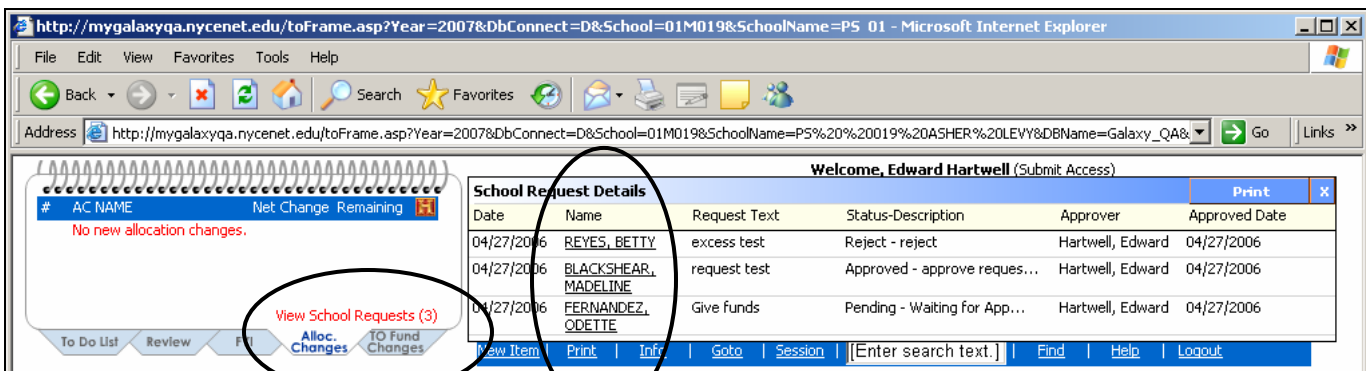 http://mygalaxyqa.nycenet.edu/toFrame.asp?Year=2007&DbConnect=D&School=01M019&SchoolName=PS 01 - Microsoft Internet Explorer
File Edit View Favorites Tools Help
Back Search Favorites
Address http://mygalaxyqa.nycenet.edu/toFrame.asp?Year=2007&DbConnect=D&School=01M019&SchoolName=PS%20%20019%20ASHER%20LEVY&DBName=Galaxy_QA& Go Links »
Welcome, Edward Hartwell (Submit Access)
# AC NAME Net Change Remaining H
No new allocation changes.
View School Requests (3)
To Do List Review FYI Alloc. Changes TO Fund Changes
School Request Details Print X
Date Name Request Text Status-Description Approver Approved Date
04/27/2006 REYES, BETTY excess test Reject - reject Hartwell, Edward 04/27/2006
04/27/2006 BLACKSHEAR, MADELINE request test Approved - approve reques... Hartwell, Edward 04/27/2006
04/27/2006 FERNANDEZ, ODETTE Give funds Pending - Waiting for App... Hartwell, Edward 04/27/2006
New Item | Print | Info | Goto | Session | [Enter search text.] | Find | Help | Logout